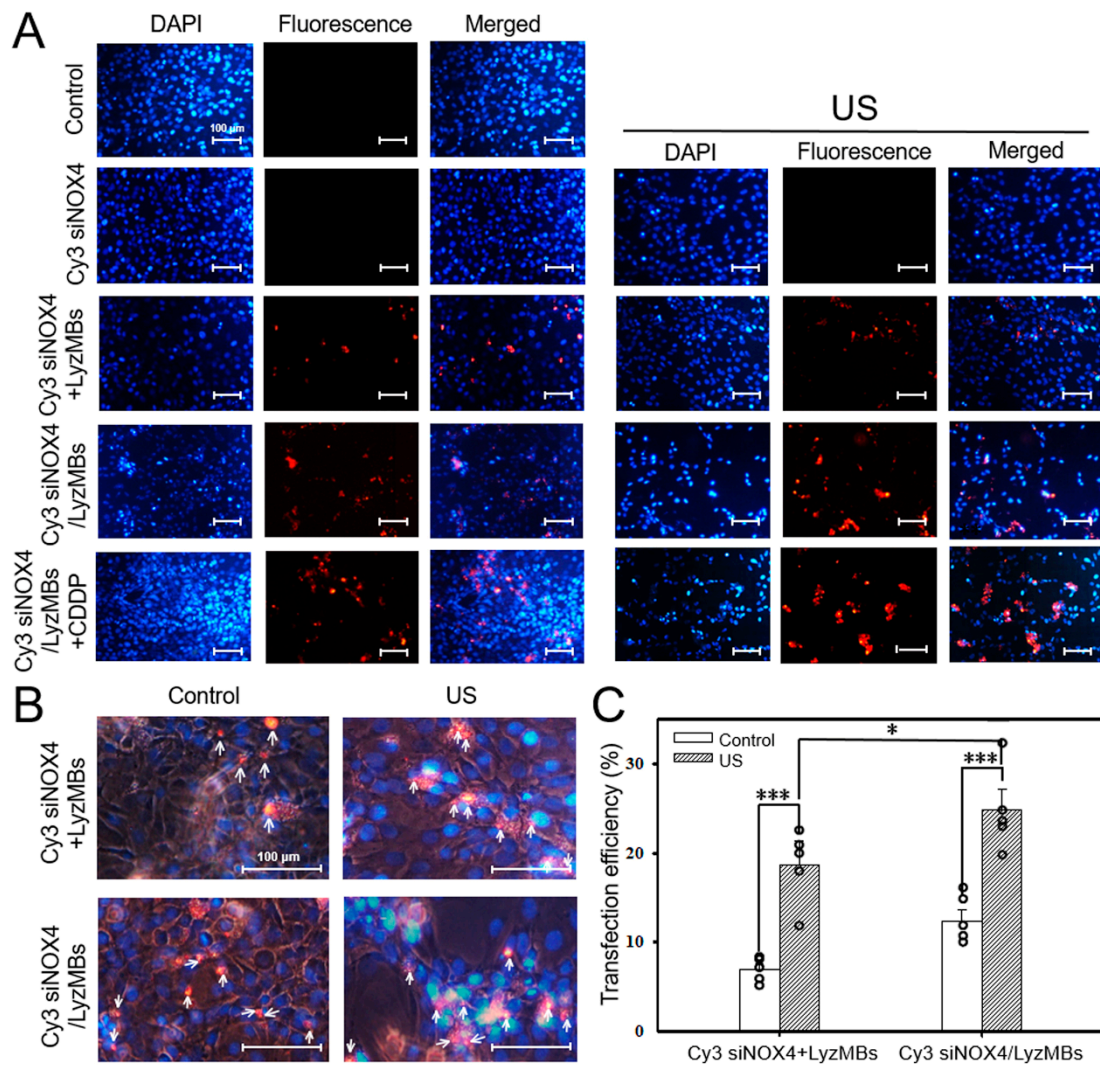 A
DAPI Fluorescence Merged
Control
100 µm
US
DAPI Fluorescence Merged
Cy3 siNOX4
Cy3 siNOX4
+LyzMBs
Cy3 siNOX4
/LyzMBs
Cy3 siNOX4
/LyzMBs
+CDDP
B
Control US
Cy3 siNOX4
+LyzMBs
100 µm
Cy3 siNOX4
/LyzMBs
C
Transfection efficiency (%)
Control
US
*
***
***
30
20
10
0
Cy3 siNOX4+LyzMBs Cy3 siNOX4/LyzMBs